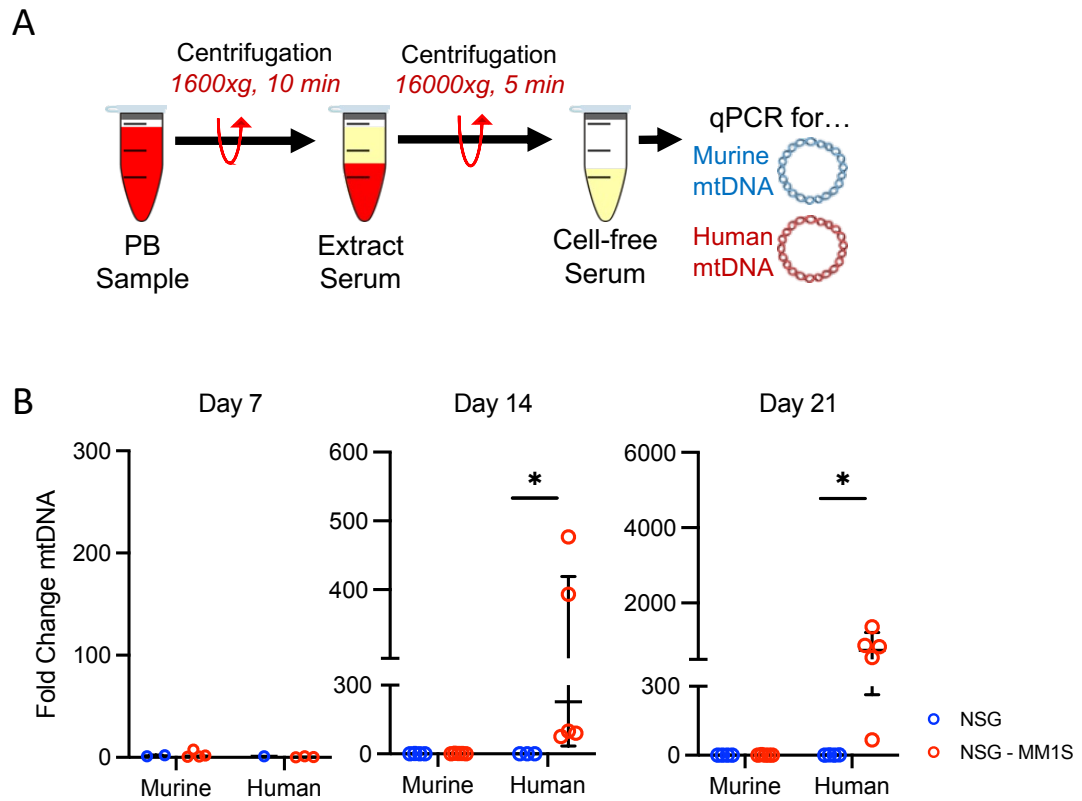 A
Centrifugation
1600xg, 10 min
Centrifugation
16000xg, 5 min
qPCR for…
Murine
mtDNA
Human
mtDNA
PB
Sample
Extract
Serum
Cell-free
Serum
B
Day 7
Day 14
Day 21
Fold Change mtDNA
300
200
100
0
Murine
Human
600
500
400
300
0
*
Murine
Human
6000
4000
2000
300
0
*
Murine
Human
NSG
NSG - MM1S